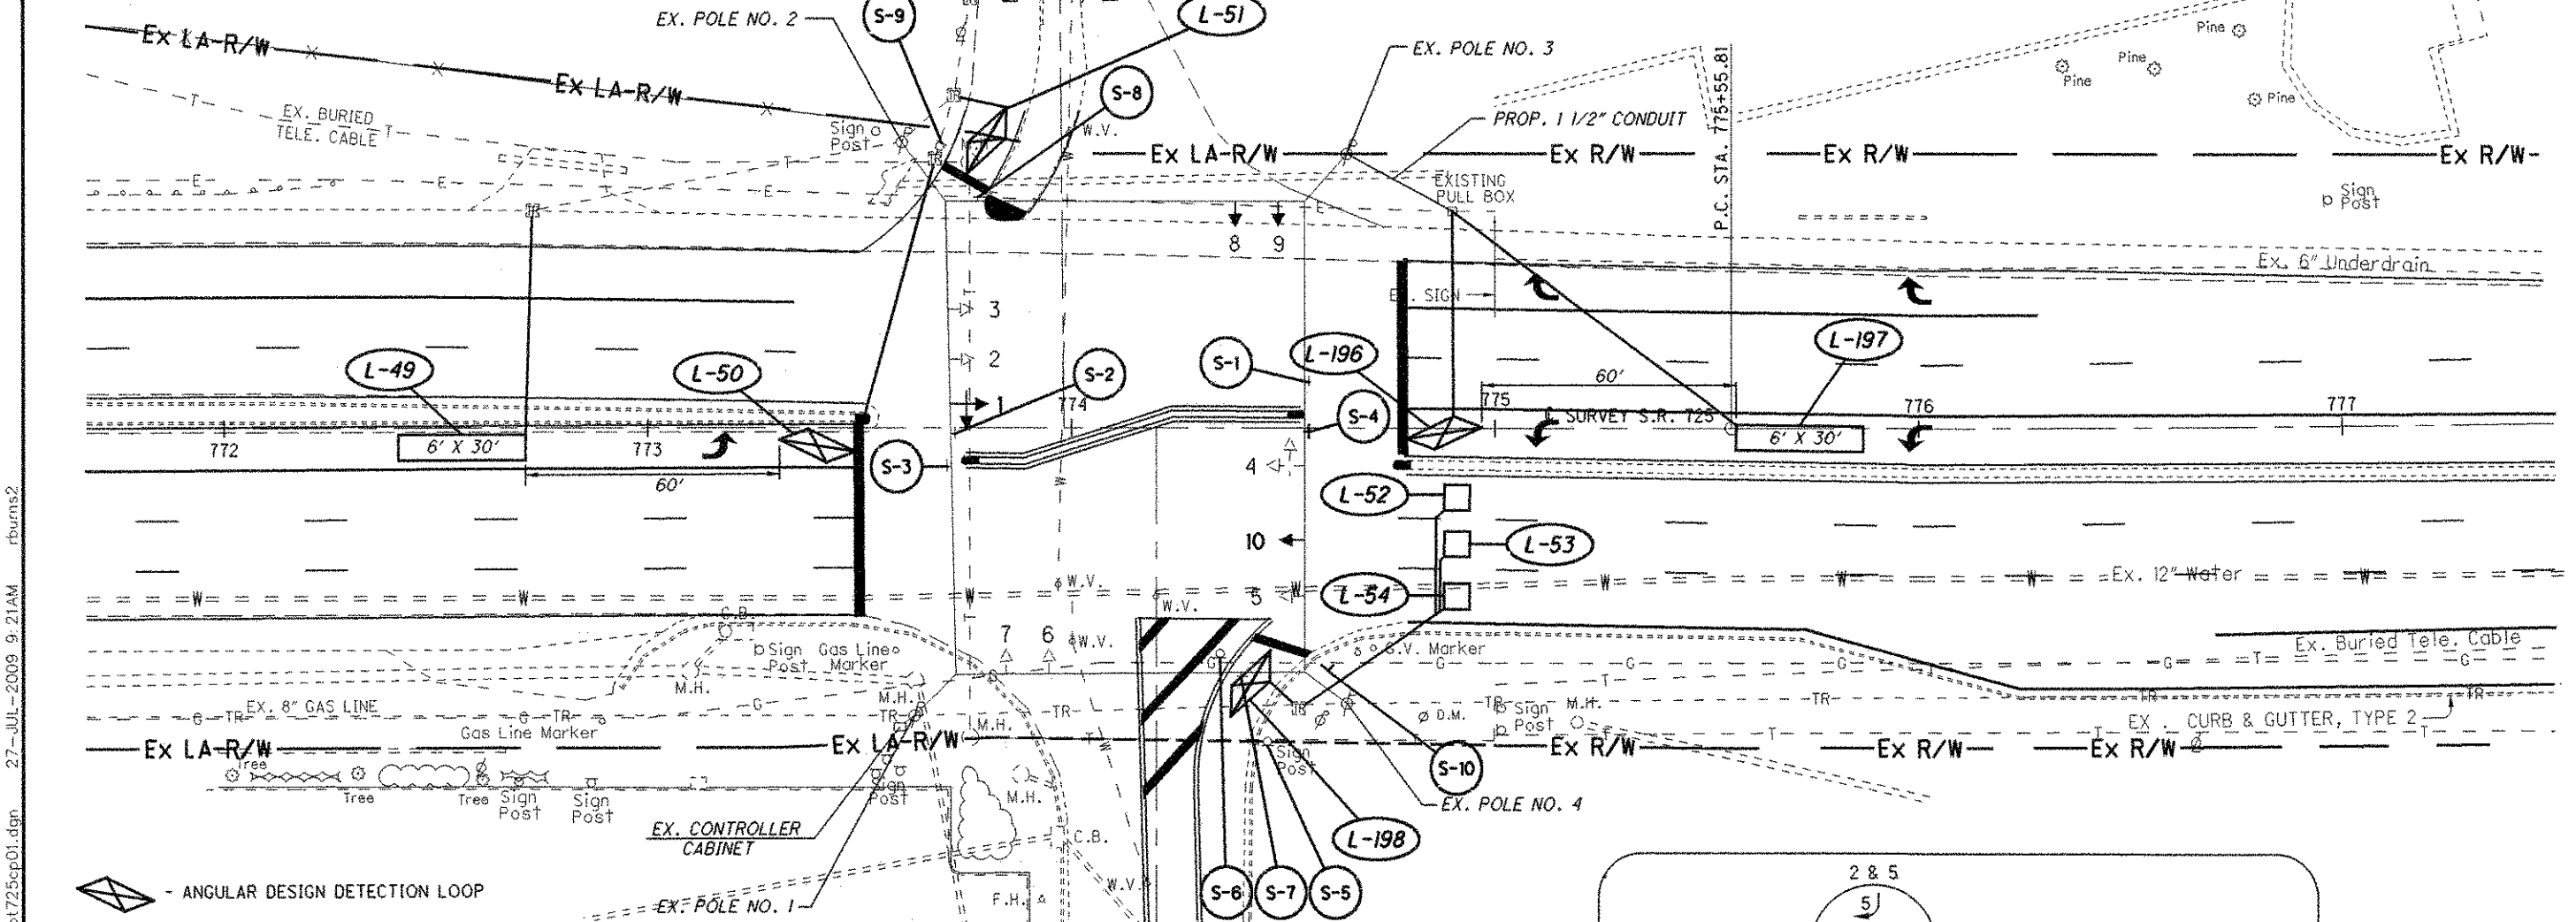 EX. POLE NO. 2
S-9
L-51
EX. POLE NO. 3
P.C. STA. 775+55.81
Pine
Pine
Pine
Pine
Ex LA-R/W
Ex LA-R/W
S-8
EX. BURIED
TELE. CABLE
Sign
Post
W.V.
PROP. 1 1/2" CONDUIT
Ex LA-R/W
Ex R/W
Ex R/W
Ex R/W
EXISTING
PULL BOX
Sign
Post
8
9
Ex. 6" Underdrain
3
2
1
774
L-49
L-50
S-2
S-1
L-196
L-197
60'
775
776
777
SURVEY S.R. 725
S-4
6' X 30'
772
773
6' X 30'
S-3
60'
4
L-52
10
L-53
Ex. 12" Water
5
L-54
W.V.
W.V.
C.B.
7
6
W.V.
Sign
Post
Gas Line
Marker
G.V. Marker
Ex. Buried Tele. Cable
M.H.
M.H.
EX. 8" GAS LINE
Gas Line Marker
M.H.
D.M.
Sign
Post
M.H.
EX. CURB & GUTTER, TYPE 2
Ex LA-R/W
Ex LA-R/W
Ex R/W
Ex R/W
Ex R/W
Tree
Tree
Tree
Sign
Post
Sign
Post
Sign
Post
M.H.
Sign
Post
S-10
EX. POLE NO. 4
EX. CONTROLLER
CABINET
C.B.
L-198
- ANGULAR DESIGN DETECTION LOOP
EX. POLE NO. 1
F.H.
W.V.
S-6
S-7
S-5
2 & 5
5
27-JUL-2009 9:21AM rburns2